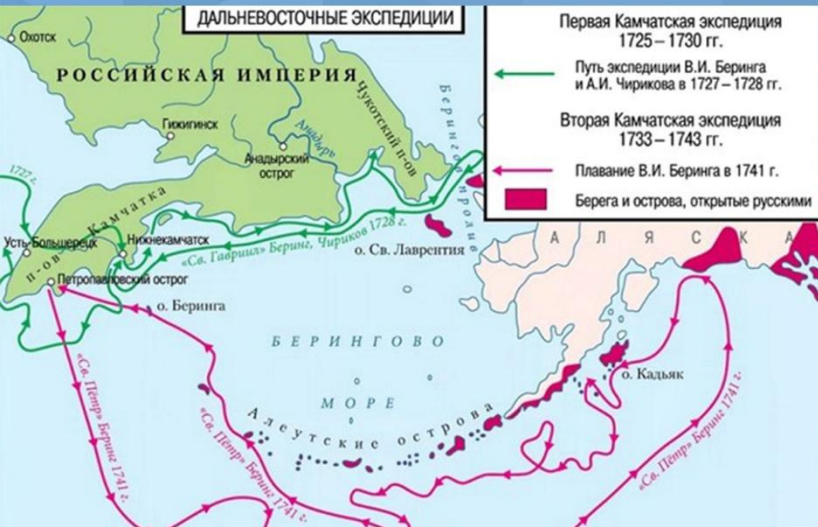 ДАЛЬНЕВОСТОЧНЫЕ ЭКСПЕДИЦИИ
Первая Камчатская экспедиция
1725–1730 гг.
Путь экспедиции В.И. Беринга
и А.И. Чирикова в 1727–1728 гг.
Вторая Камчатская экспедиция
1733–1743 гг.
Плавание В.И. Беринга в 1741 г.
Берега и острова, открытые русскими
Охотск
РОССИЙСКАЯ ИМПЕРИЯ
Гижигинск
Анадырь
Анадырский
острог
Чукотский п-ов
Берингов пролив
1727 г.
п-ов Камчатка
Усть-Большерецк
Нижнекамчатск
Петропавловский острог
«Св. Гавриил» Беринг, Чириков 1728 г.
о. Св. Лаврентия
АЛЯСКА
о. Беринга
БЕРИНГОВО
МОРЕ
Алеутские острова
о. Кадьяк
«Св. Пётр» Беринг 1741 г.
«Св. Пётр» Беринг 1741 г.
«Св. Пётр» Беринг 1741 г.